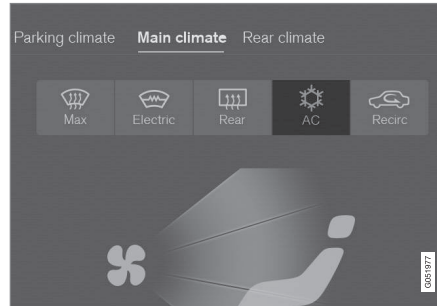 Parking climate Main climate Rear climate
Max Electric Rear AC Recirc
G051977